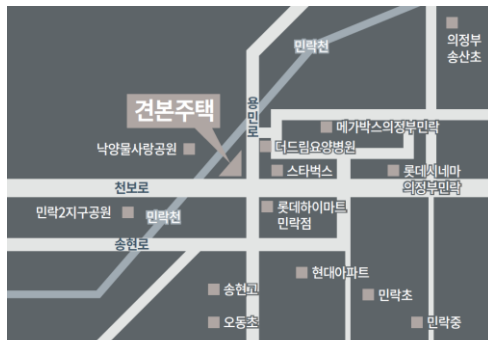 의정부
송산초
민락천
견본주택
용민로
메가박스의정부민락
낙양물사랑공원
더드림요양병원
스타벅스
롯데시네마
의정부민락
천보로
민락2지구공원
민락천
롯데하이마트
민락점
송현로
현대아파트
송현고
민락초
오동초
민락중